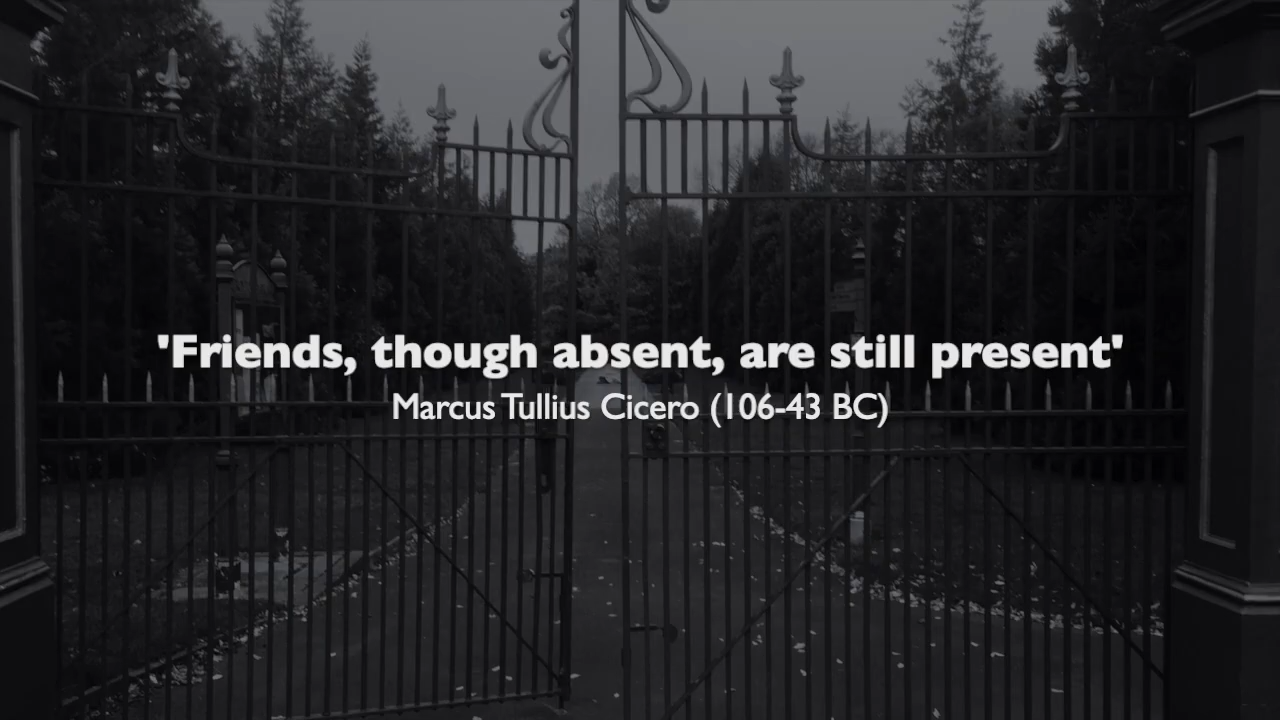 'Friends, though absent, are still present'
Marcus Tullius Cicero (106-43 BC)